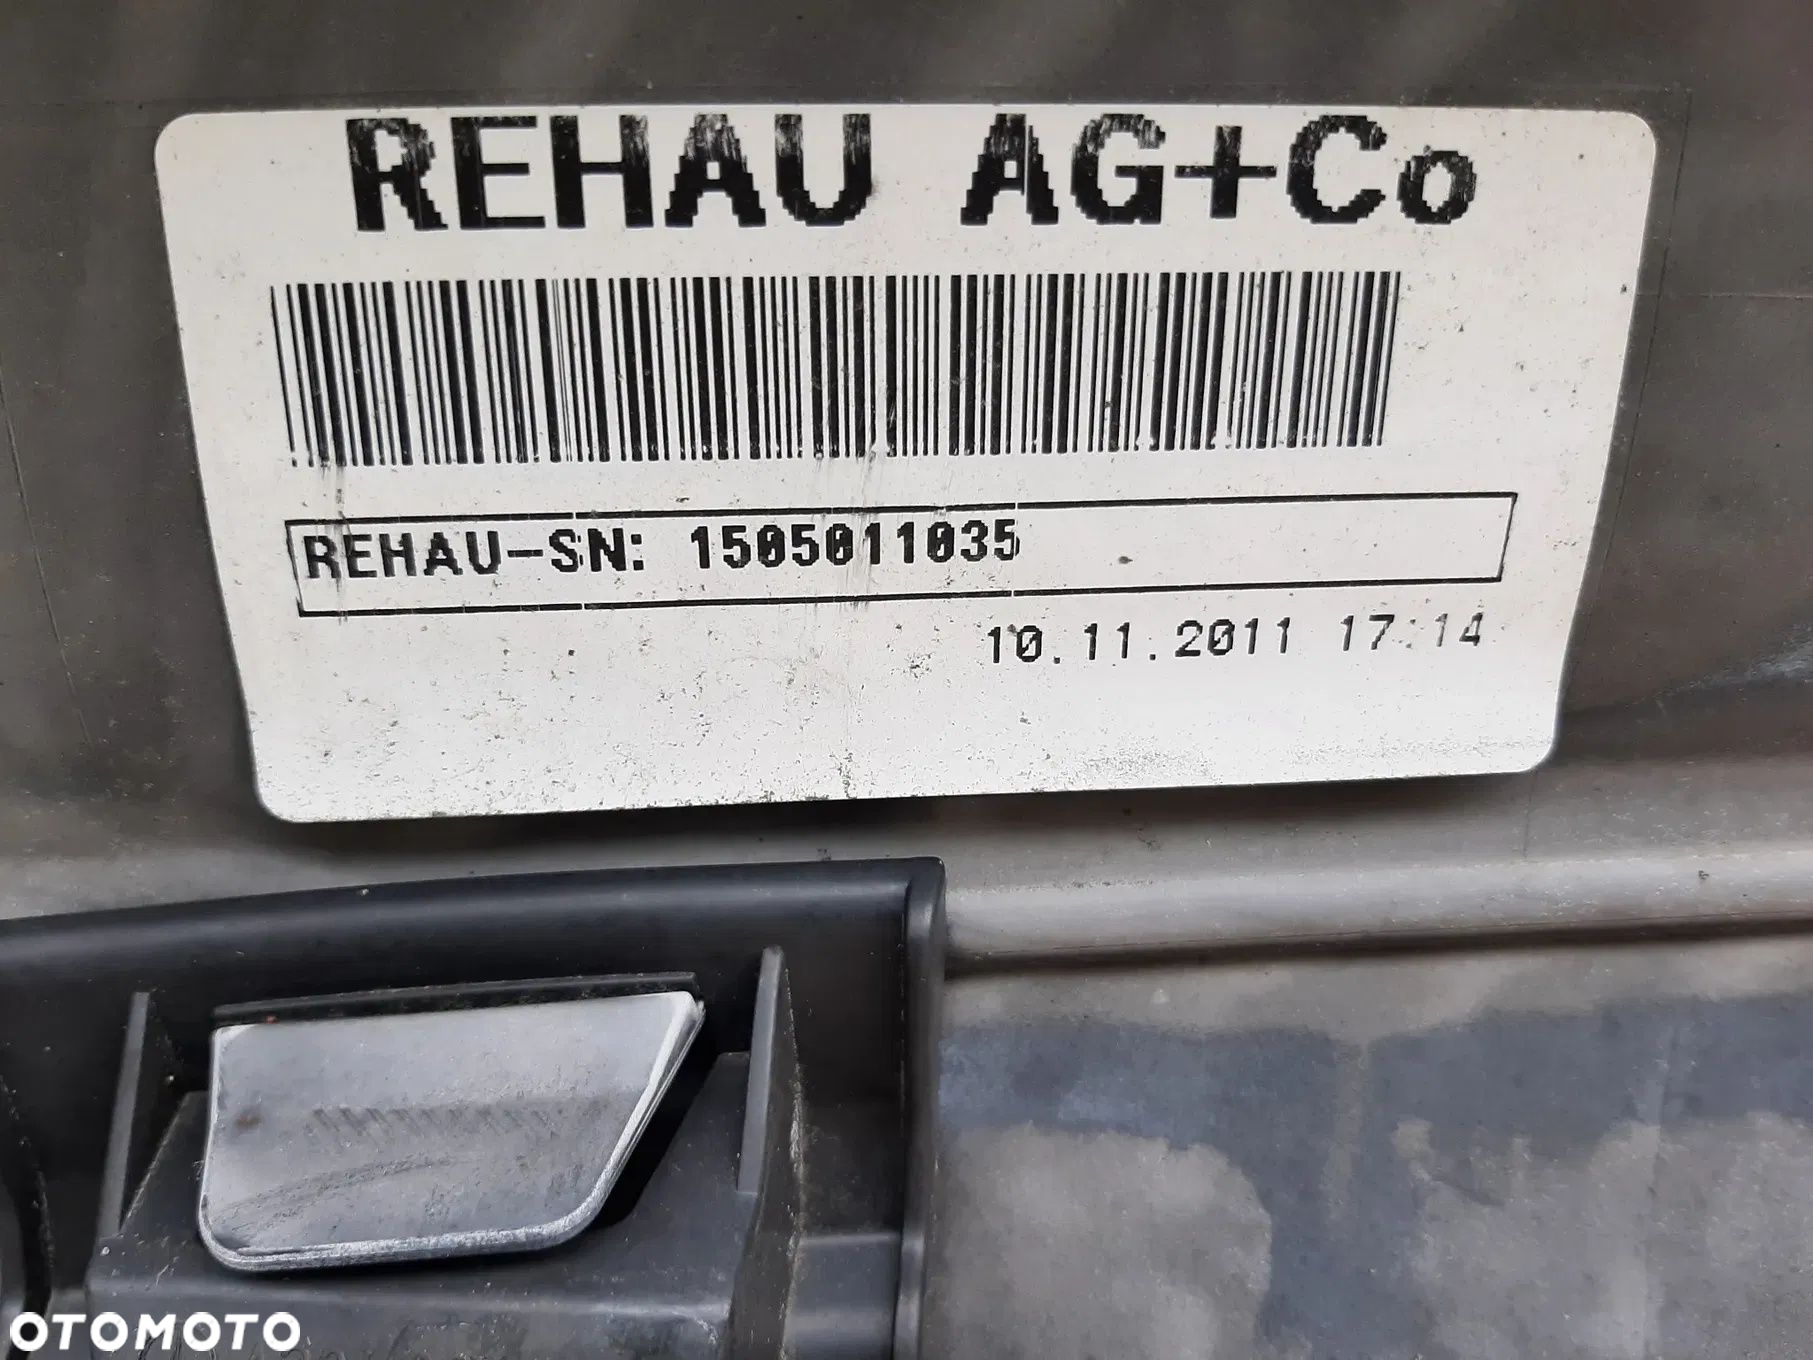 REHAU AG+Co
REHAU-SN: 1505011035
10.11.2011 17:14
OTOMOTO